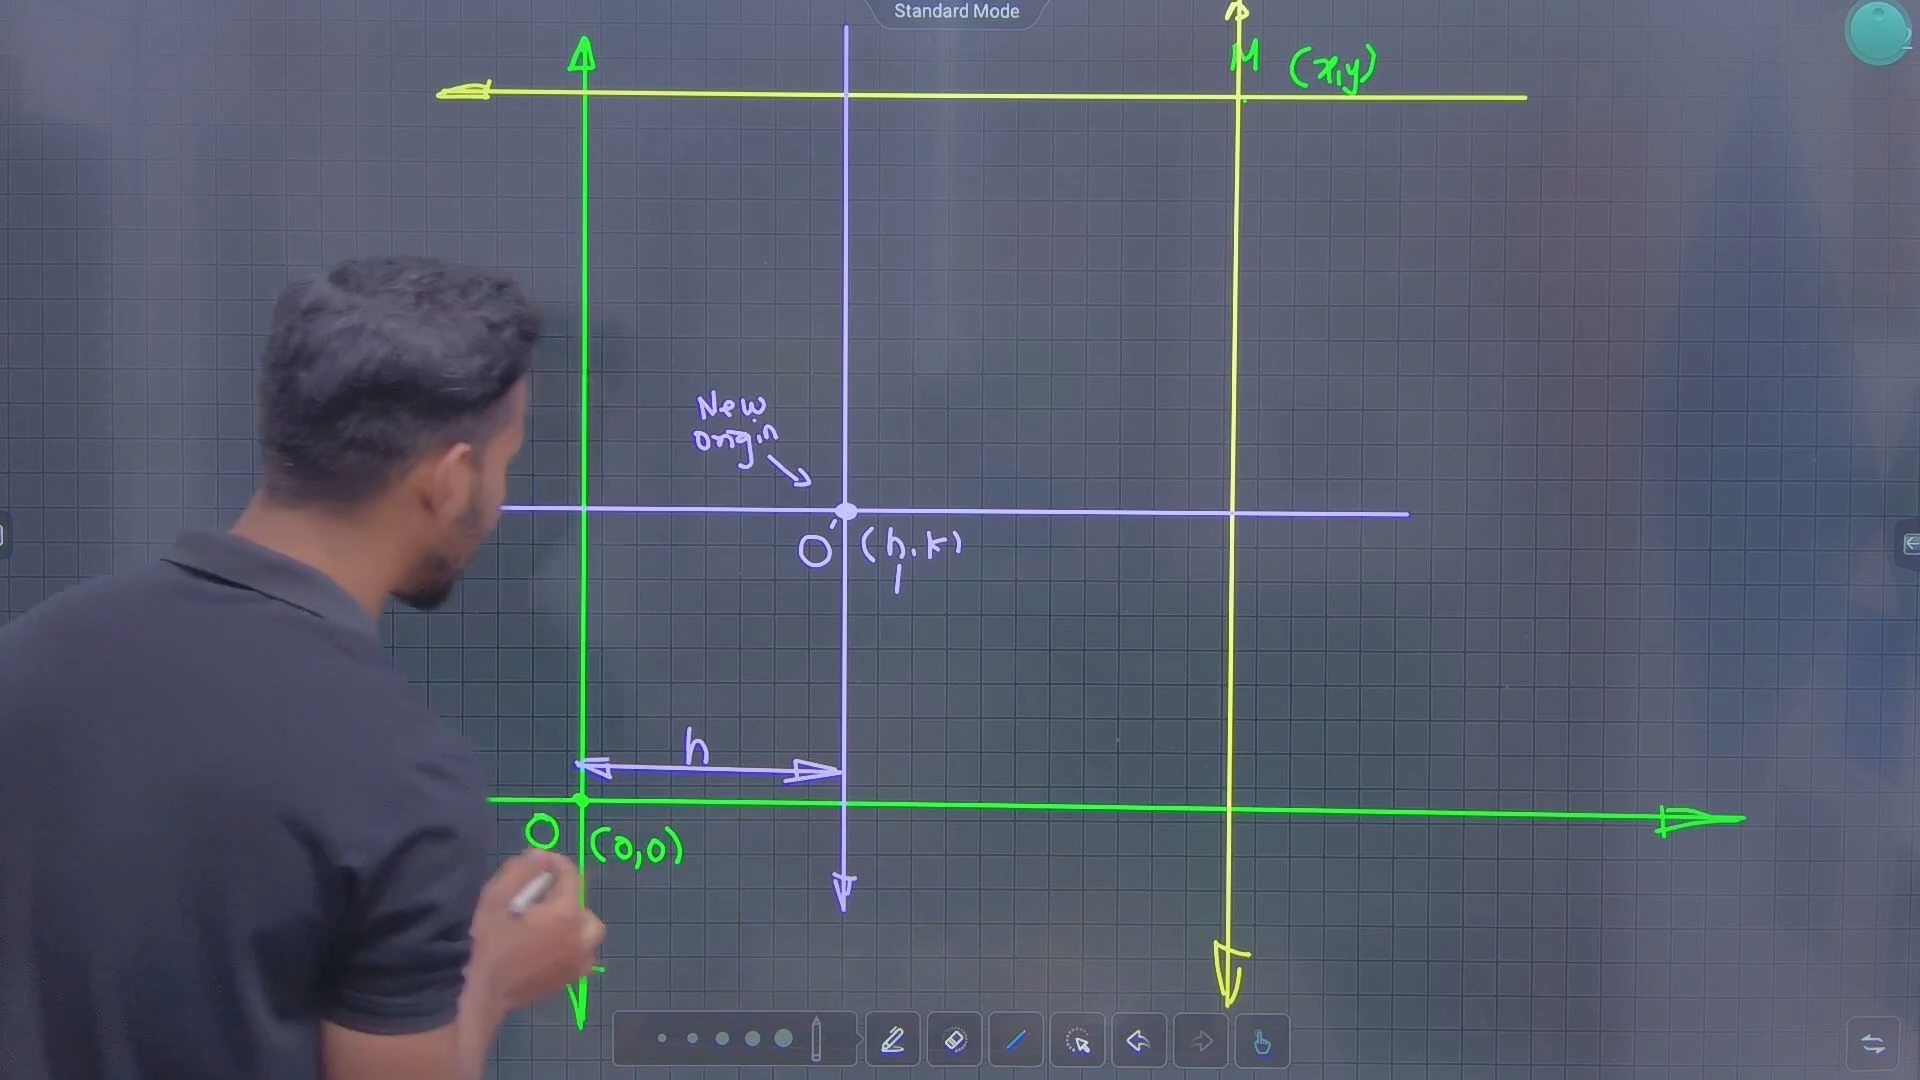 Standard Mode
M (x,y)
New
origin
O' (h,k)
h
O (0,0)